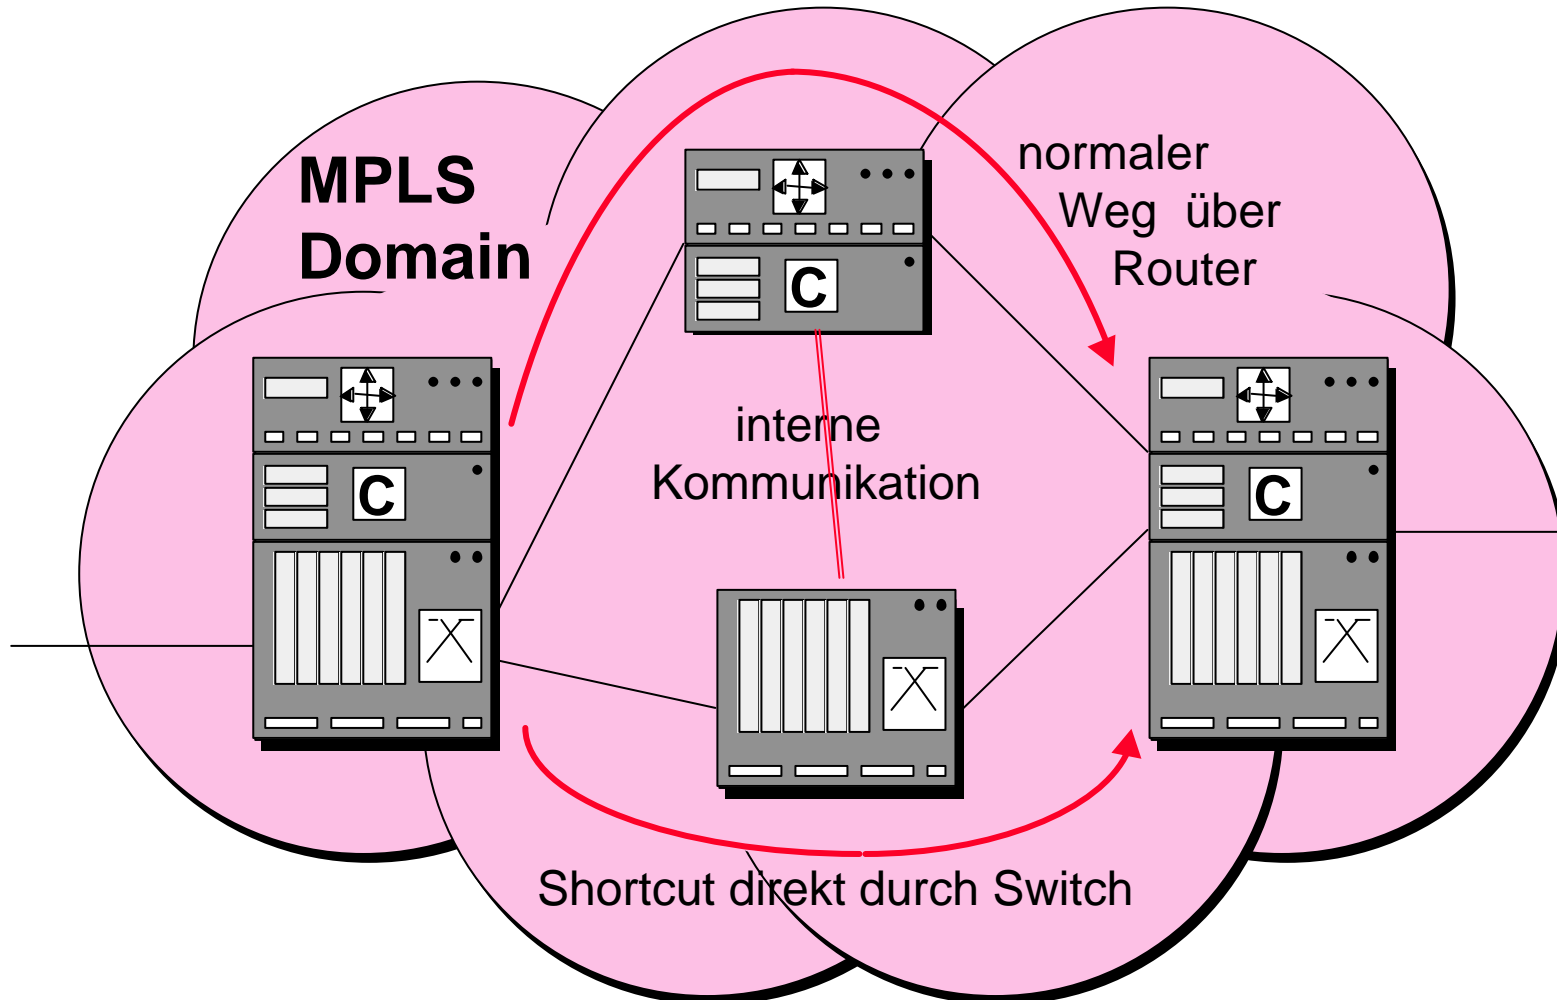 MPLS
Domain
normaler
Weg über
Router
C
interne
Kommunikation
C
C
Shortcut direkt durch Switch